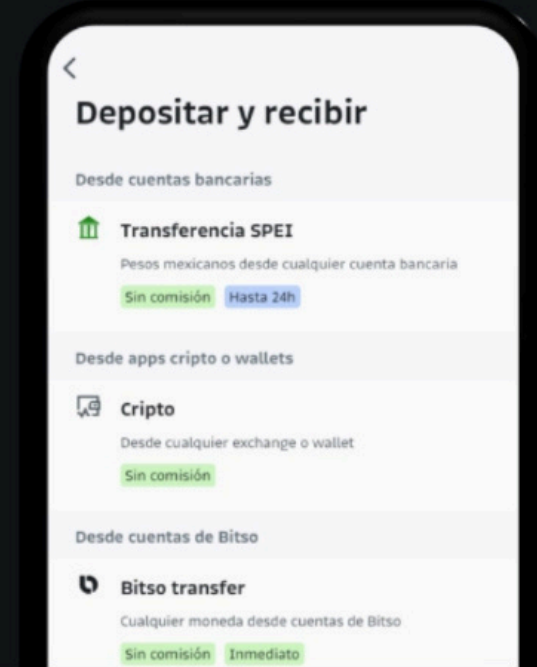 Depositar y recibir
Desde cuentas bancarias
Transferencia SPEI
Pesos mexicanos desde cualquier cuenta bancaria
Sin comisión Hasta 24h
Desde apps cripto o wallets
Cripto
Desde cualquier exchange o wallet
Sin comisión
Desde cuentas de Bitso
Bitso transfer
Cualquier moneda desde cuentas de Bitso
Sin comisión Inmediato